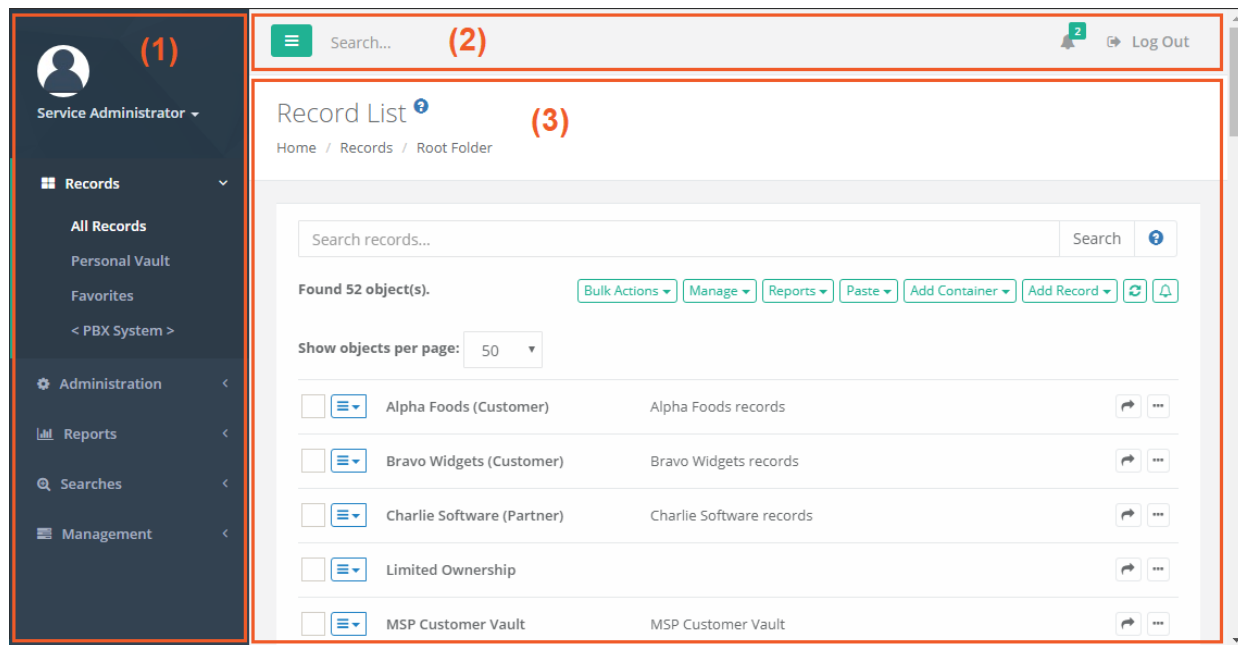 (1)
Service Administrator
Records
All Records
Personal Vault
Favorites
< PBX System >
Administration
Reports
Searches
Management
Search...
(2)
2
Log Out
Record List ?
(3)
Home / Records / Root Folder
Search records...
Search ?
Found 52 object(s).
Bulk Actions Manage Reports Paste Add Container Add Record
Show objects per page: 50
Alpha Foods (Customer) Alpha Foods records
Bravo Widgets (Customer) Bravo Widgets records
Charlie Software (Partner) Charlie Software records
Limited Ownership
MSP Customer Vault MSP Customer Vault